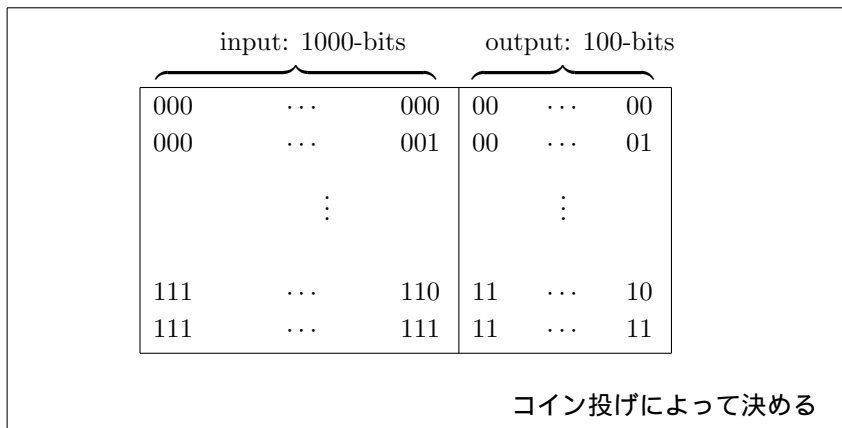 input: 1000-bits output: 100-bits
000 ··· 000 00 ··· 00
000 ··· 001 00 ··· 01
⋮ ⋮
111 ··· 110 11 ··· 10
111 ··· 111 11 ··· 11
コイン投げによって決める